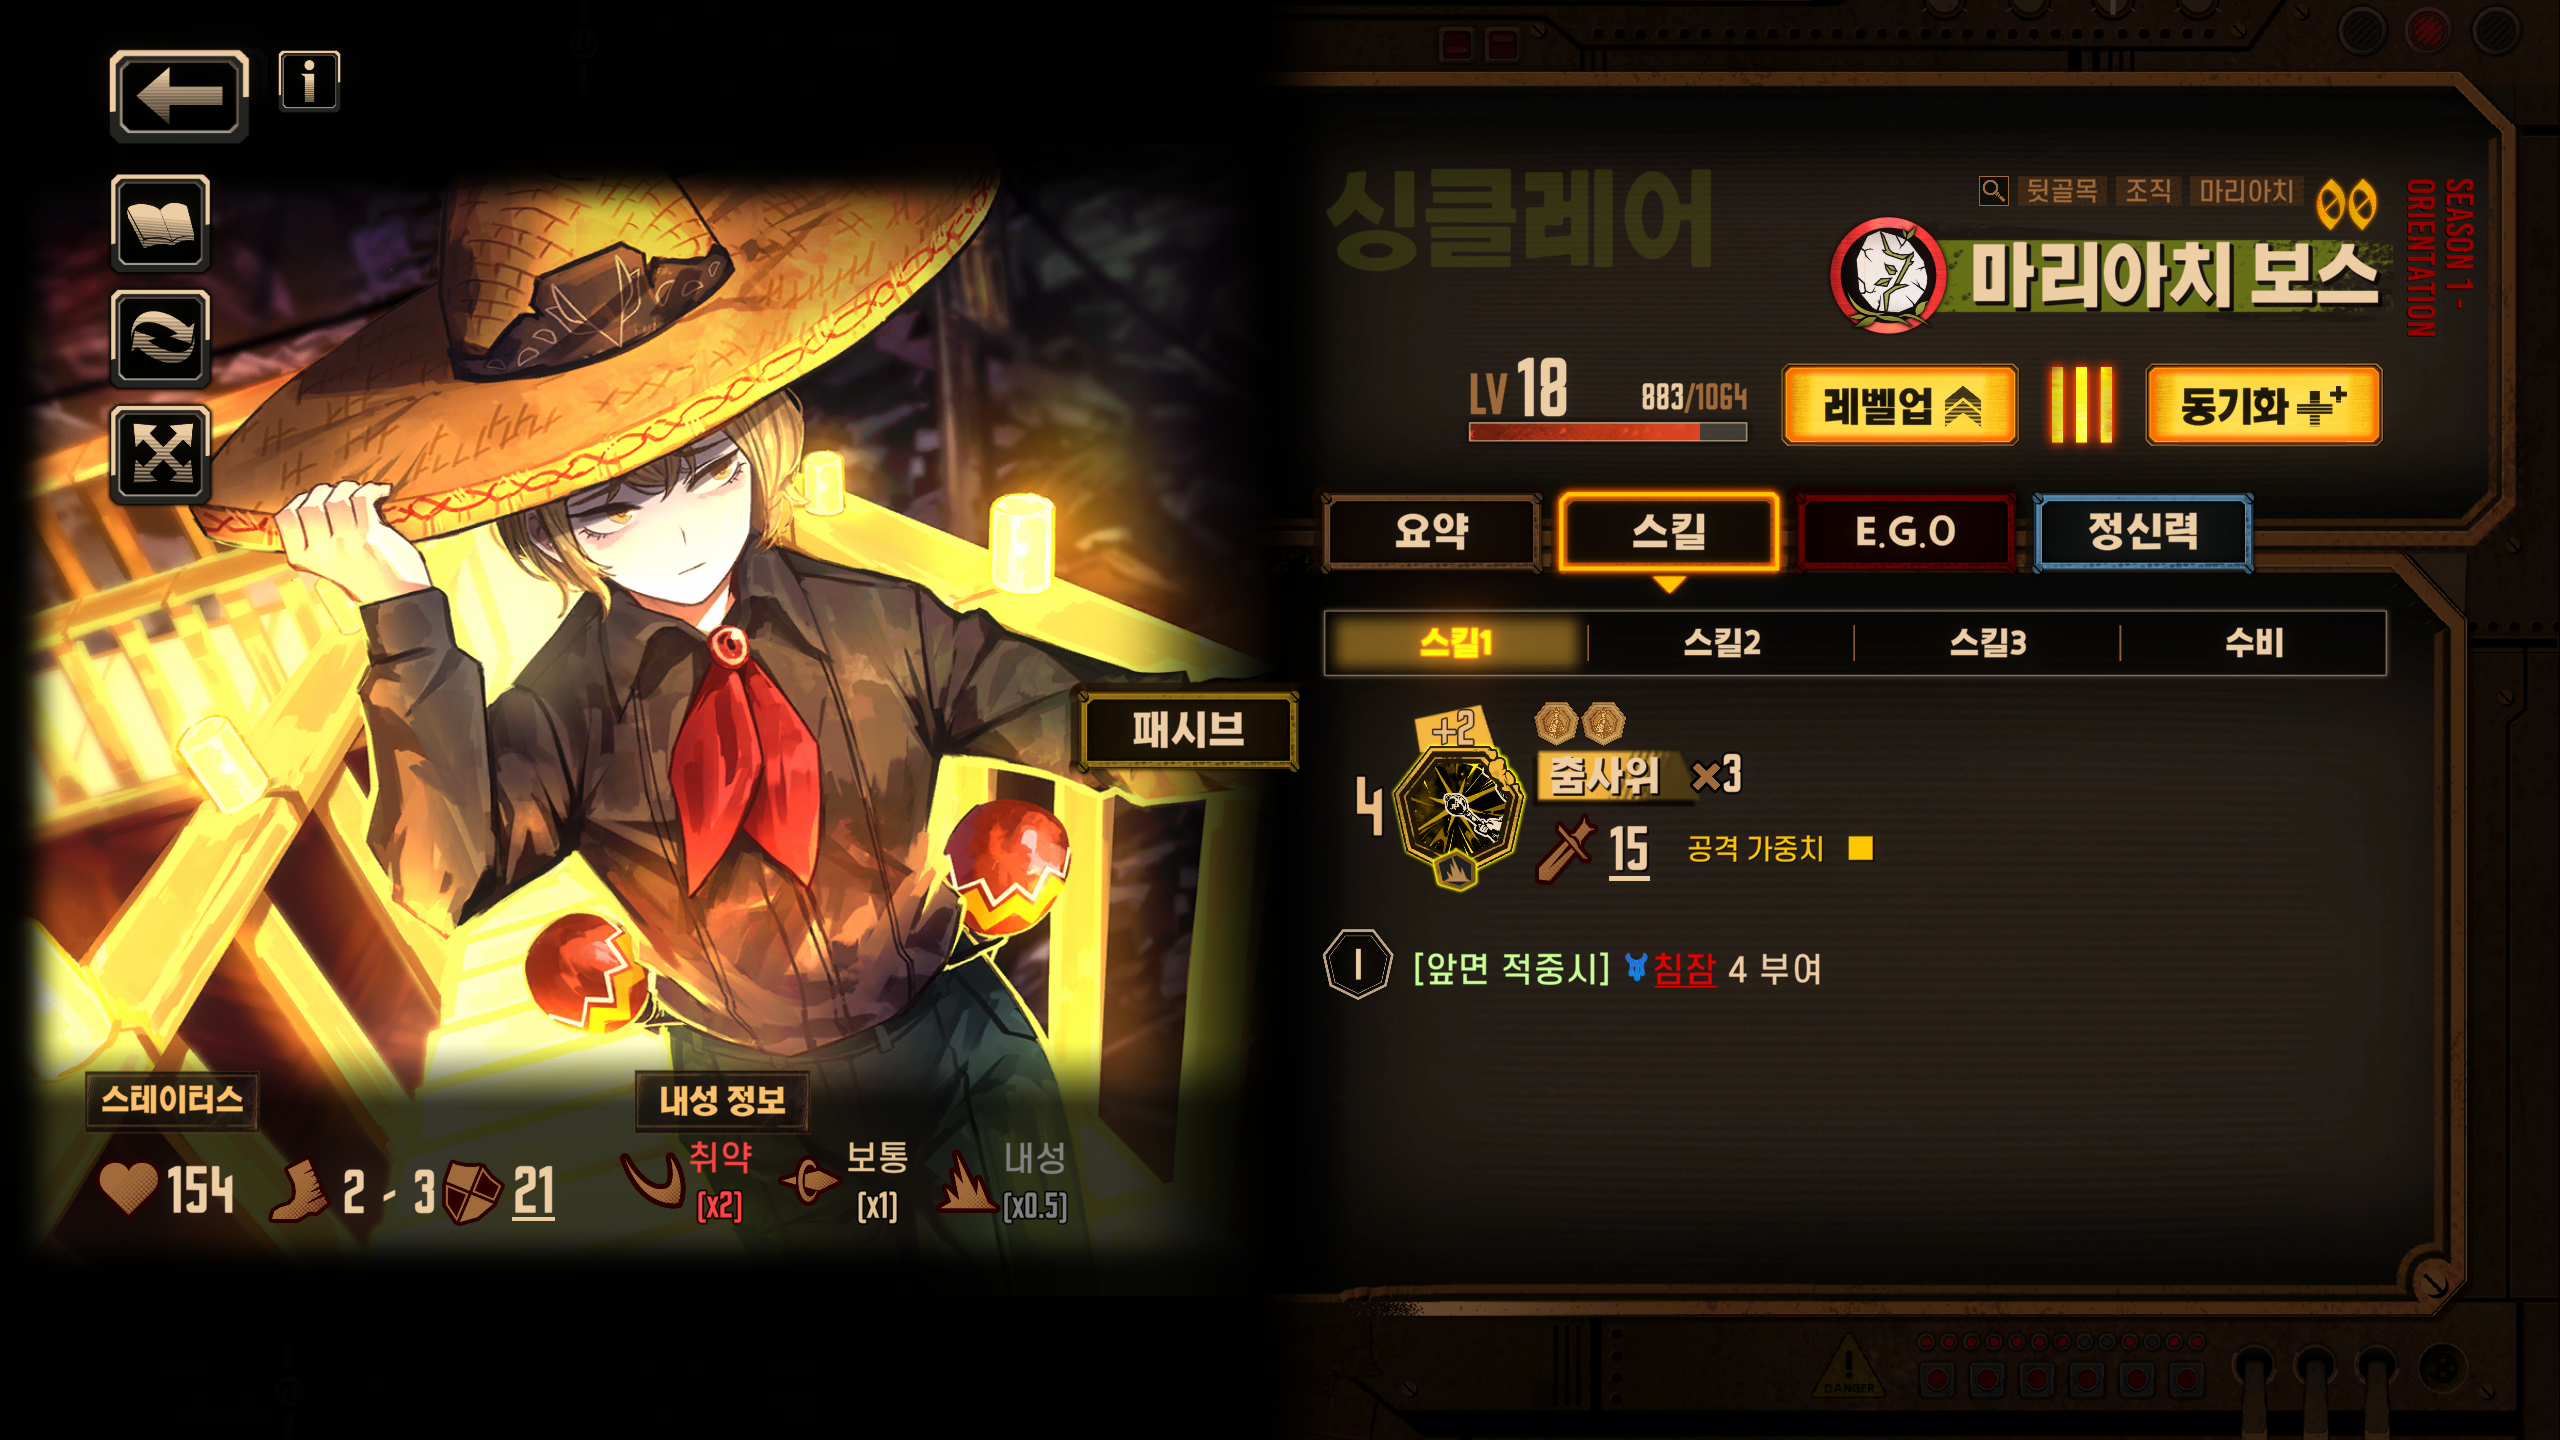 싱클레어
뒷골목 조직 마리아치
SEASON 1 - ORIENTATION
마리아치 보스
LV 18 883/1064
레벨업
동기화
요약 스킬 E.G.O 정신력
스킬1 스킬2 스킬3 수비
+2
춤사위 ×3
4
15 공격 가중치
I [앞면 적중시] 침잠 4 부여
패시브
스테이터스
154 2 - 3 21
내성 정보
취약 보통 내성
[x2] [x1] [x0.5]
DANGER